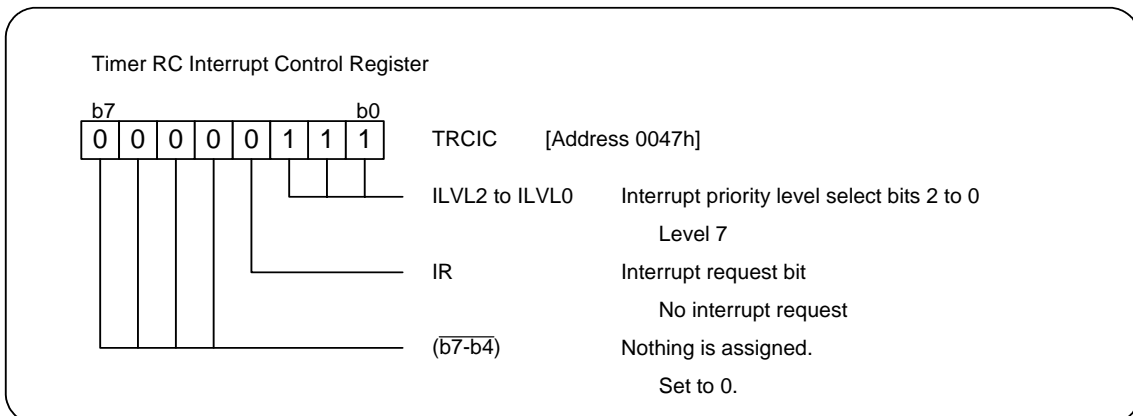 Timer RC Interrupt Control Register
b7 b0
0 0 0 0 0 1 1 1 TRCIC [Address 0047h]
ILVL2 to ILVL0 Interrupt priority level select bits 2 to 0
Level 7
IR Interrupt request bit
No interrupt request
(b7-b4) Nothing is assigned.
Set to 0.